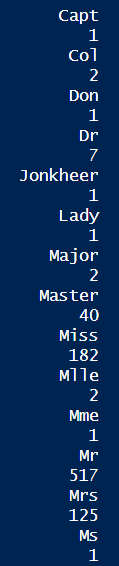 Capt
1
Col
2
Don
1
Dr
7
Jonkheer
1
Lady
1
Major
2
Master
40
Miss
182
Mlle
2
Mme
1
Mr
517
Mrs
125
Ms
1